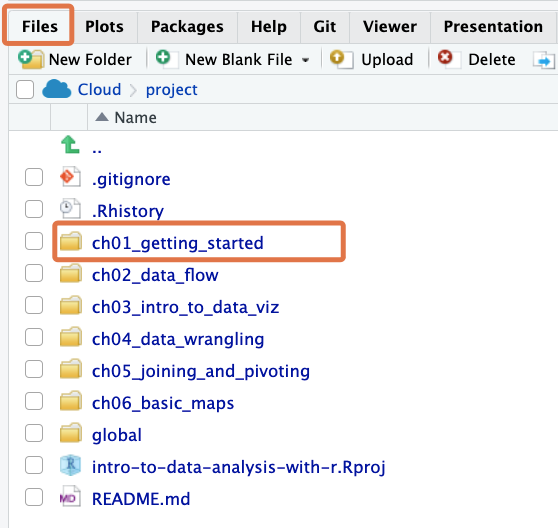 Files Plots Packages Help Git Viewer Presentation
New Folder New Blank File Upload Delete
Cloud project
Name
..
.gitignore
.Rhistory
ch01_getting_started
ch02_data_flow
ch03_intro_to_data_viz
ch04_data_wrangling
ch05_joining_and_pivoting
ch06_basic_maps
global
intro-to-data-analysis-with-r.Rproj
MD README.md